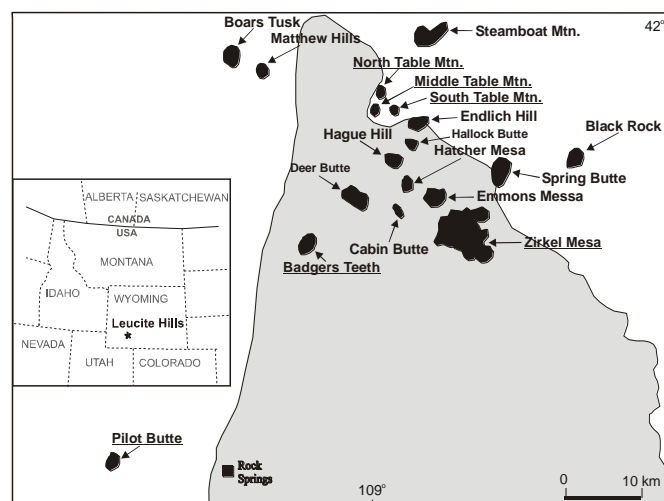 Boars Tusk
Matthew Hills
Steamboat Mtn.
42°
North Table Mtn.
Middle Table Mtn.
South Table Mtn.
Endlich Hill
Hallock Butte
Hague Hill
Hatcher Mesa
Black Rock
Deer Butte
Spring Butte
Emmons Messa
Cabin Butte
Zirkel Mesa
Badgers Teeth
ALBERTA
SASKATCHEWAN
CANADA
USA
MONTANA
IDAHO
WYOMING
Leucite Hills
NEVADA
UTAH
COLORADO
Pilot Butte
Rock
Springs
109°
0
10 km